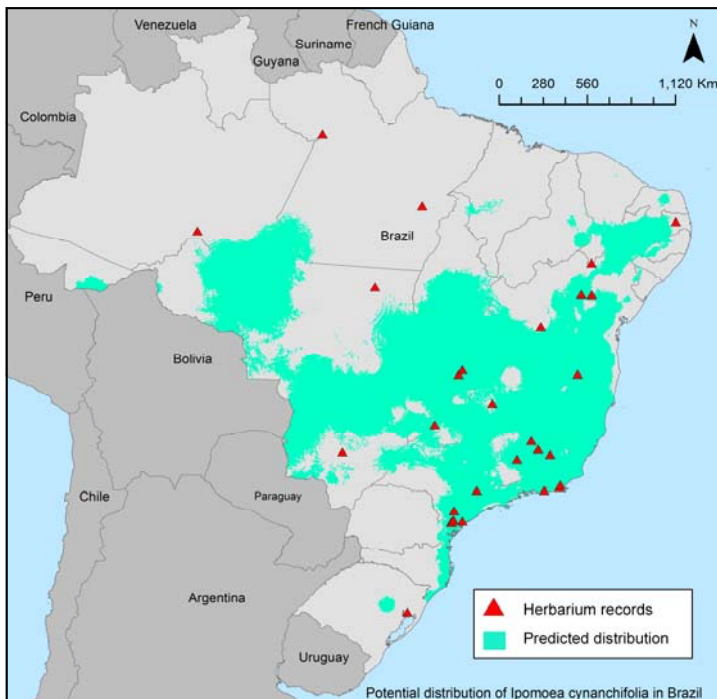 Venezuela
French Guiana
Suriname
Guyana
N
0 280 560 1,120 Km
Colombia
Brazil
Peru
Bolivia
Paraguay
Chile
Argentina
Uruguay
Herbarium records
Predicted distribution
Potential distribution of Ipomoea cynanchifolia in Brazil